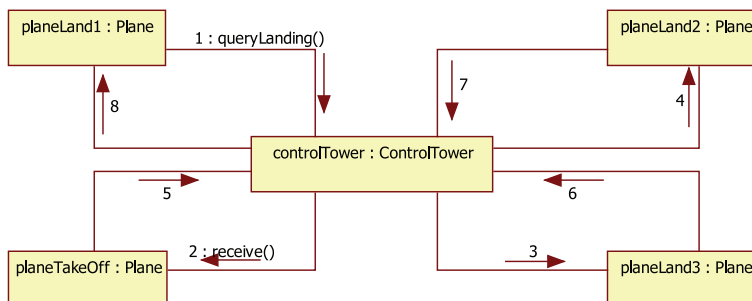 planeLand1 : Plane
planeLand2 : Plane
1 : queryLanding()
7
8
4
controlTower : ControlTower
5
6
2 : receive()
3
planeTakeOff : Plane
planeLand3 : Plane